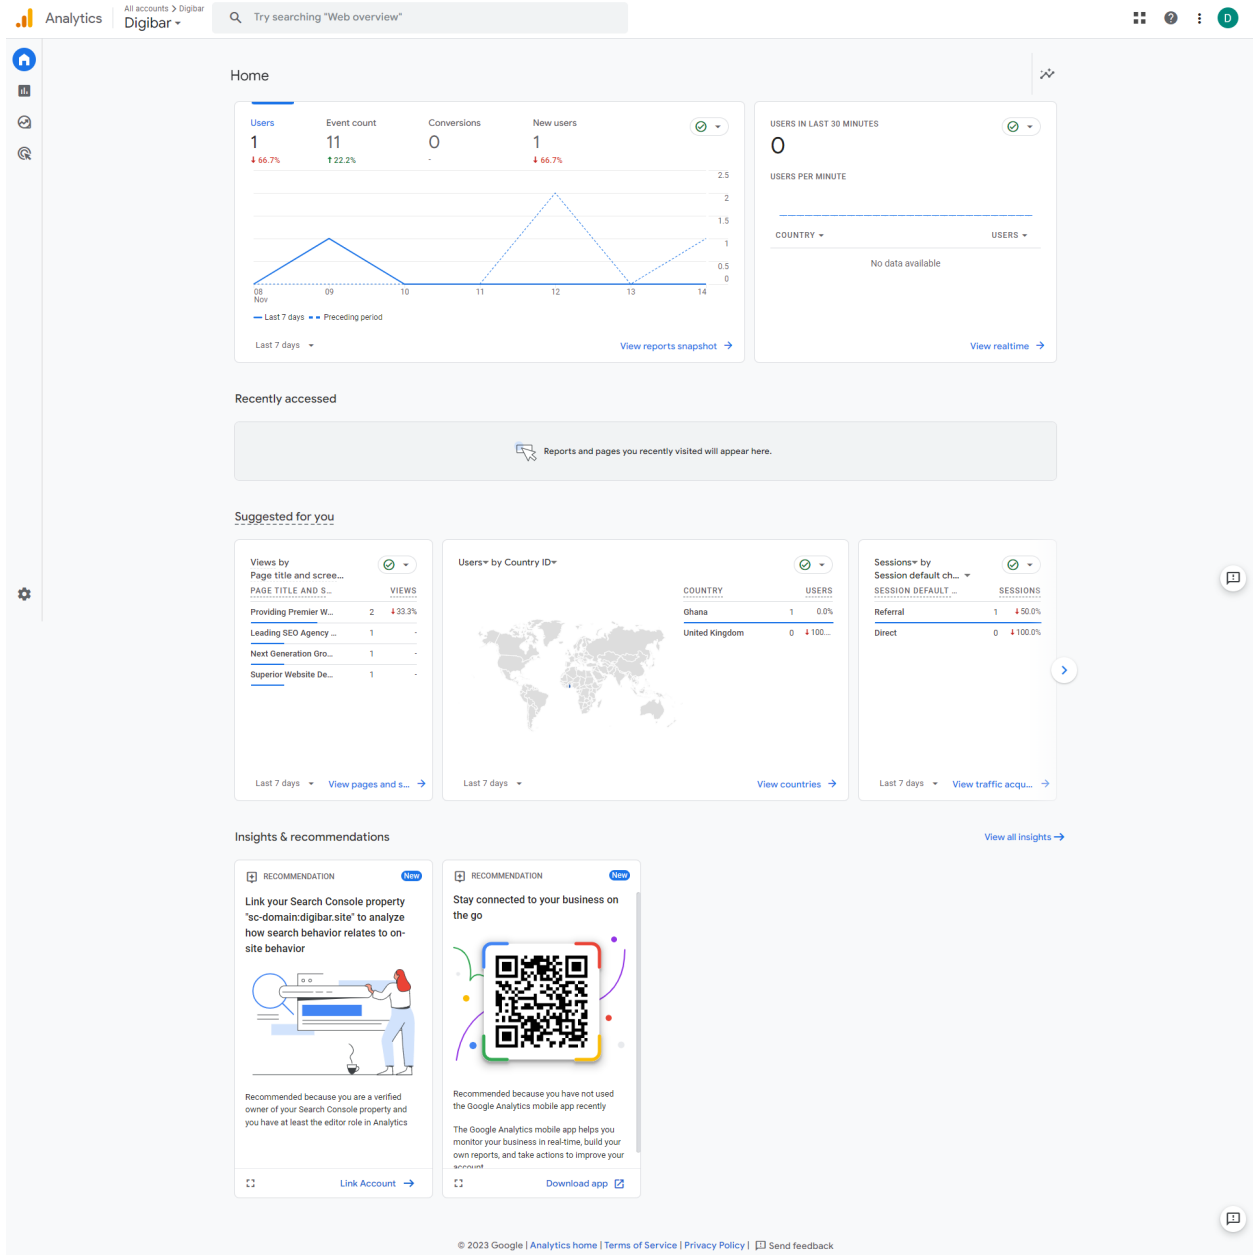 Analytics
All accounts > Digibar
Digibar
Try searching "Web overview"
D
Home
Users
1
66.7%
Event count
11
22.2%
Conversions
0
-
New users
1
66.7%
2.5
2
1.5
1
0.5
0
08
Nov
09
10
11
12
13
14
Last 7 days
Preceding period
Last 7 days
View reports snapshot
USERS IN LAST 30 MINUTES
0
USERS PER MINUTE
COUNTRY
USERS
No data available
View realtime
Recently accessed
Reports and pages you recently visited will appear here.
Suggested for you
Views by
Page title and scree...
PAGE TITLE AND S... VIEWS
Providing Premier W... 2 33.3%
Leading SEO Agency ... 1 -
Next Generation Gro... 1 -
Superior Website De... 1 -
Last 7 days
View pages and s...
Users by Country ID
COUNTRY USERS
Ghana 1 0.0%
United Kingdom 0 100...
Last 7 days
View countries
Sessions by
Session default ch...
SESSION DEFAULT ... SESSIONS
Referral 1 50.0%
Direct 0 100.0%
Last 7 days
View traffic acqu...
Insights & recommendations
View all insights
RECOMMENDATION
New
Link your Search Console property
"sc-domain:digibar.site" to analyze
how search behavior relates to on-
site behavior
Recommended because you are a verified
owner of your Search Console property and
you have at least the editor role in Analytics
Link Account
RECOMMENDATION
New
Stay connected to your business on
the go
Recommended because you have not used
the Google Analytics mobile app recently
The Google Analytics mobile app helps you
monitor your business in real-time, build your
own reports, and take actions to improve your
account
Download app
© 2023 Google | Analytics home | Terms of Service | Privacy Policy | Send feedback